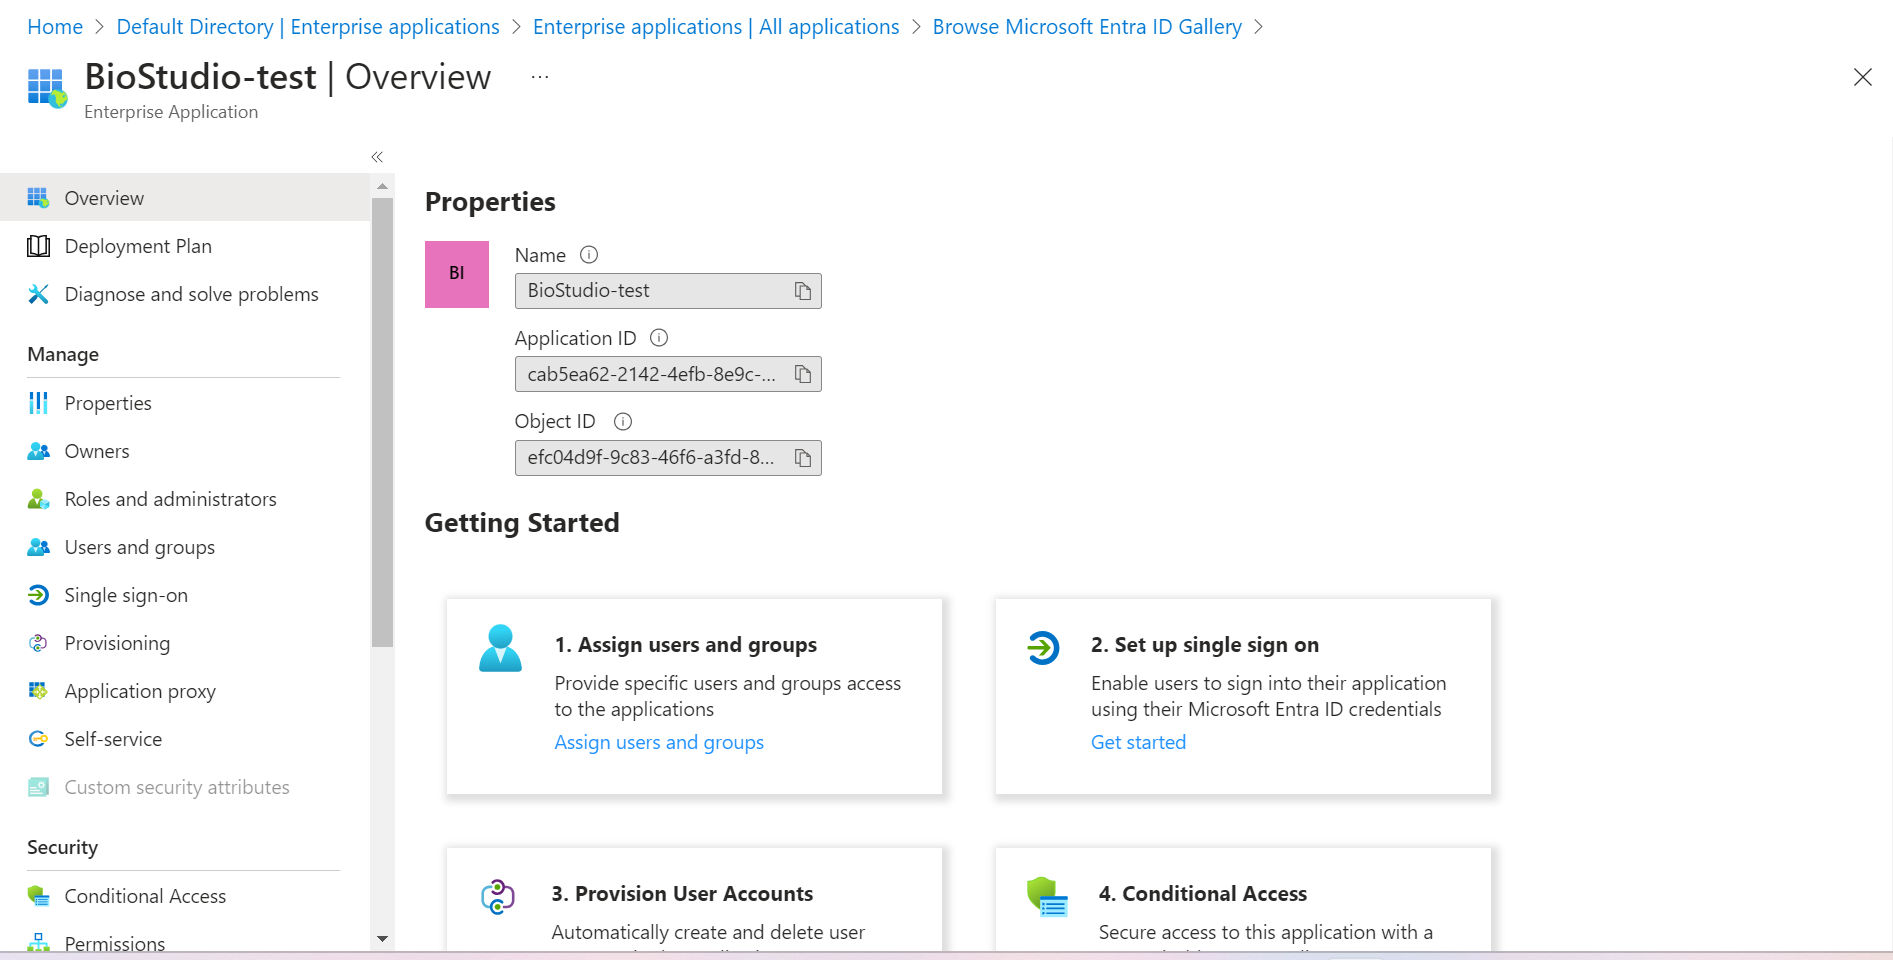 Home > Default Directory | Enterprise applications > Enterprise applications | All applications > Browse Microsoft Entra ID Gallery >
BioStudio-test | Overview ...
Enterprise Application
«
Overview
Deployment Plan
Diagnose and solve problems
Manage
Properties
Owners
Roles and administrators
Users and groups
Single sign-on
Provisioning
Application proxy
Self-service
Custom security attributes
Security
Conditional Access
Permissions
Properties
BI
Name
BioStudio-test
Application ID
cab5ea62-2142-4efb-8e9c-...
Object ID
efc04d9f-9c83-46f6-a3fd-8...
Getting Started
1. Assign users and groups
Provide specific users and groups access
to the applications
Assign users and groups
2. Set up single sign on
Enable users to sign into their application
using their Microsoft Entra ID credentials
Get started
3. Provision User Accounts
Automatically create and delete user
4. Conditional Access
Secure access to this application with a